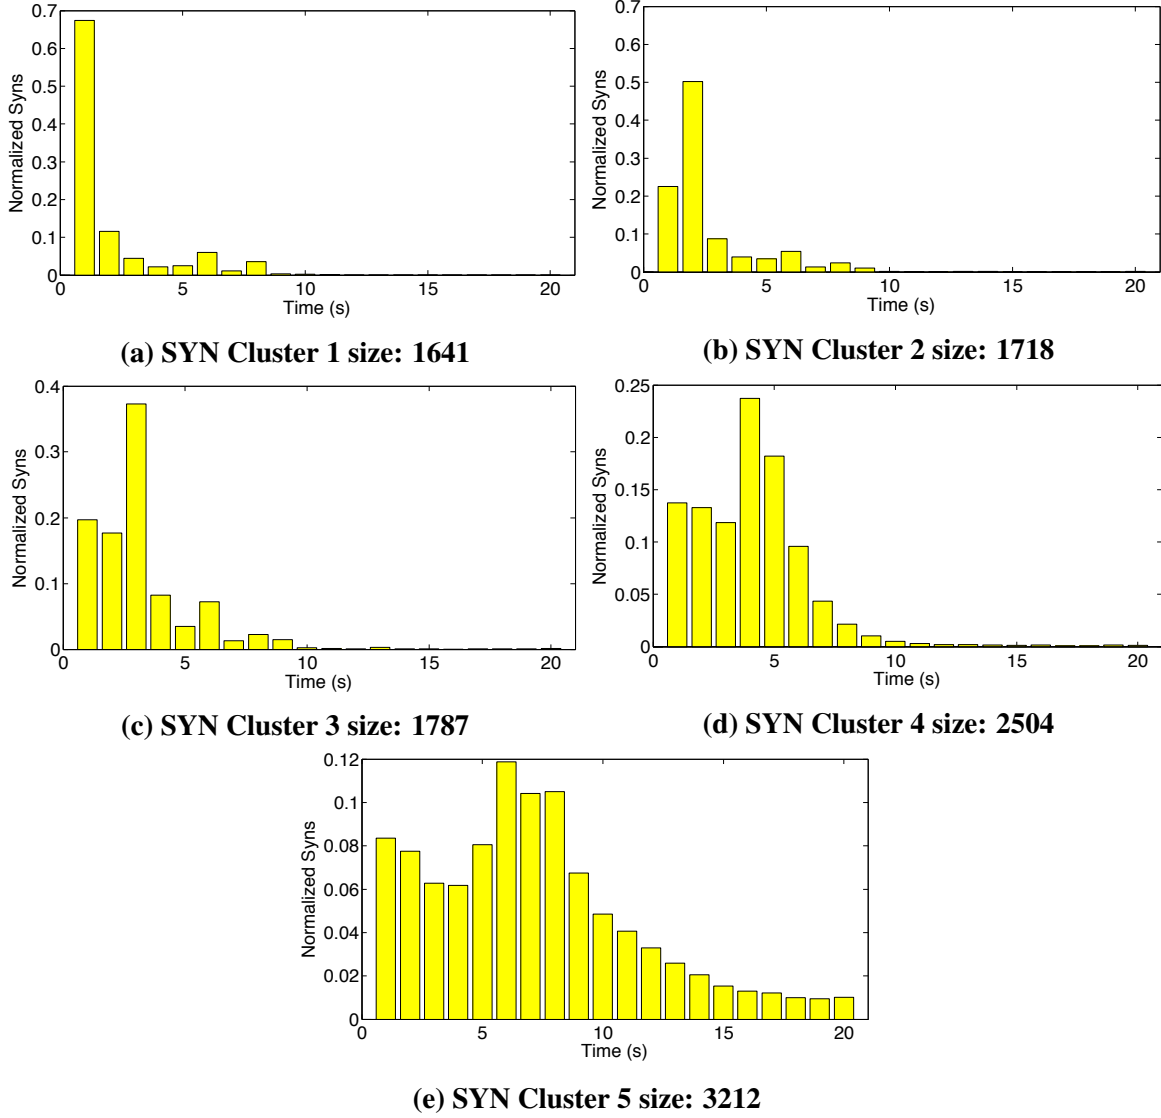 0.7
0.6
0.5
0.4
0.3
0.2
0.1
0
Normalized Syns
0 5 10 15 20
Time (s)
(a) SYN Cluster 1 size: 1641
0.7
0.6
0.5
0.4
0.3
0.2
0.1
0
Normalized Syns
0 5 10 15 20
Time (s)
(b) SYN Cluster 2 size: 1718
0.4
0.3
0.2
0.1
0
Normalized Syns
0 5 10 15 20
Time (s)
(c) SYN Cluster 3 size: 1787
0.25
0.2
0.15
0.1
0.05
0
Normalized Syns
0 5 10 15 20
Time (s)
(d) SYN Cluster 4 size: 2504
0.12
0.1
0.08
0.06
0.04
0.02
0
Normalized Syns
0 5 10 15 20
Time (s)
(e) SYN Cluster 5 size: 3212